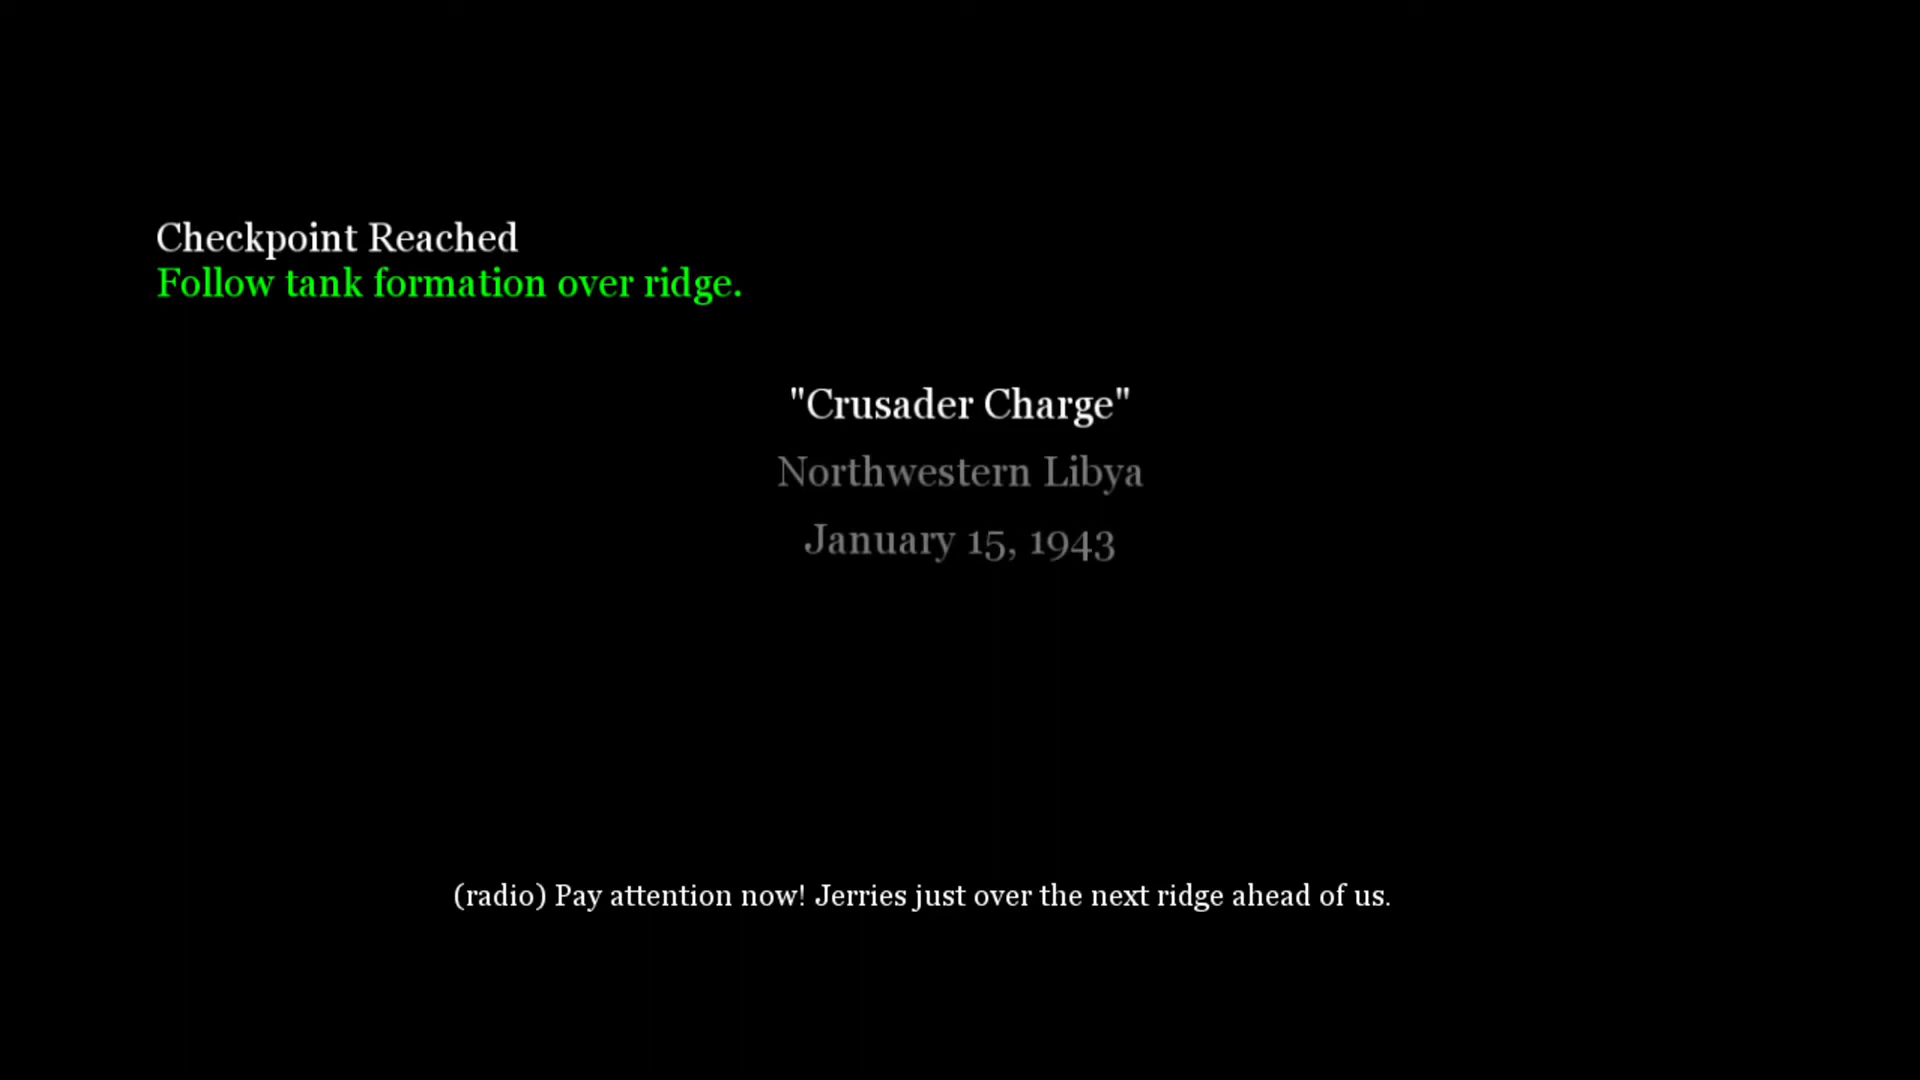 Checkpoint Reached
Follow tank formation over ridge.
"Crusader Charge"
Northwestern Libya
January 15, 1943
(radio) Pay attention now! Jerries just over the next ridge ahead of us.